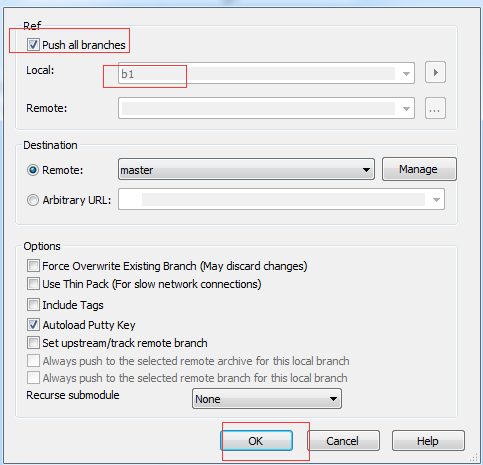 Ref
Push all branches
Local: b1
Remote: ...
Destination
Remote: master Manage
Arbitrary URL:
Options
Force Overwrite Existing Branch (May discard changes)
Use Thin Pack (For slow network connections)
Include Tags
Autoload Putty Key
Set upstream/track remote branch
Always push to the selected remote archive for this local branch
Always push to the selected remote branch for this local branch
Recurse submodule None
OK Cancel Help